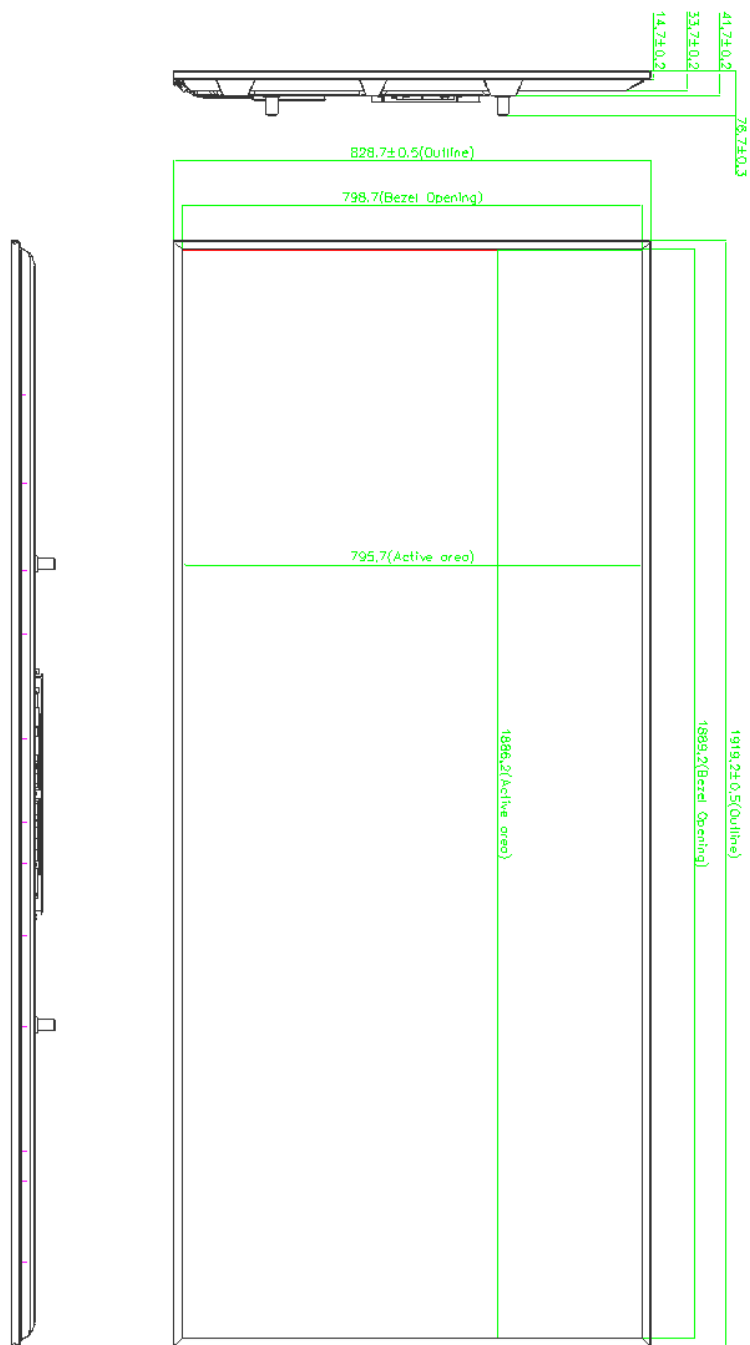 14.7±0.2
33.7±0.2
41.7±0.2
76.7±0.3
828.7±0.5(Outline)
798.7(Bezel Opening)
795.7(Active area)
1886.2(Active area)
1889.2(Bezel Opening)
1919.2±0.5(Outline)